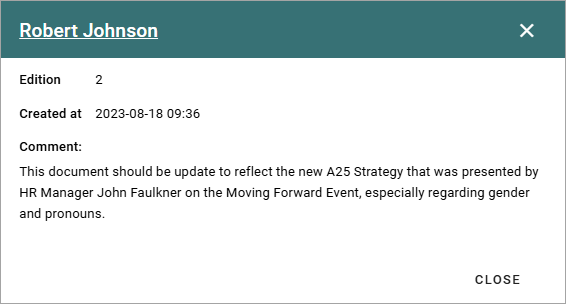 Robert Johnson
Edition 2
Created at 2023-08-18 09:36
Comment:
This document should be update to reflect the new A25 Strategy that was presented by
HR Manager John Faulkner on the Moving Forward Event, especially regarding gender
and pronouns.
CLOSE